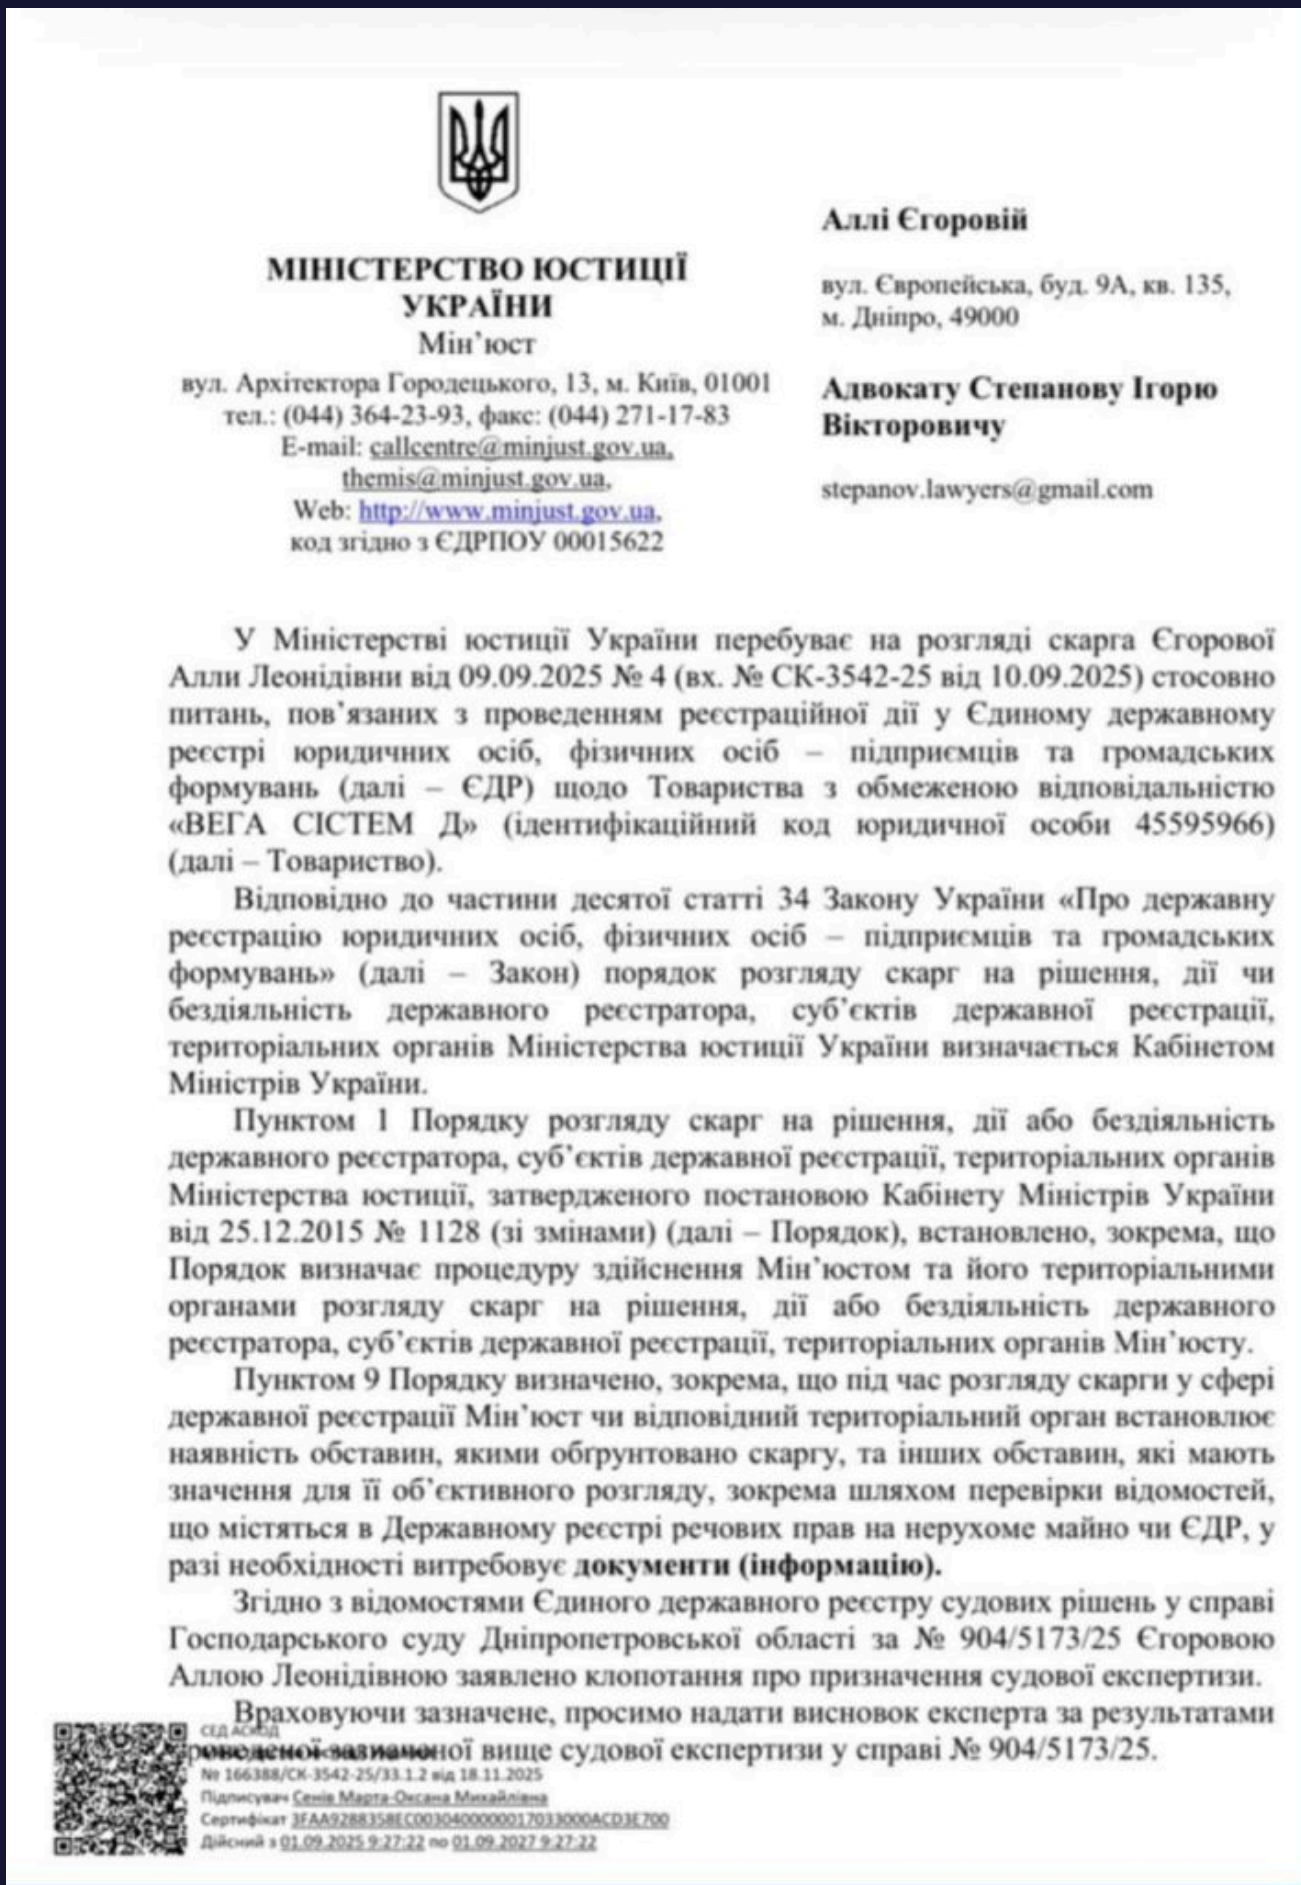 МІНІСТЕРСТВО ЮСТИЦІЇ
УКРАЇНИ
Мін’юст
вул. Архітектора Городецького, 13, м. Київ, 01001
тел.: (044) 364-23-93, факс: (044) 271-17-83
E-mail: callcentre@minjust.gov.ua,
themis@minjust.gov.ua,
Web: http://www.minjust.gov.ua,
код згідно з ЄДРПОУ 00015622
Аллі Єгоровій
вул. Європейська, буд. 9А, кв. 135,
м. Дніпро, 49000
Адвокату Степанову Ігорю
Вікторовичу
stepanov.lawyers@gmail.com
У Міністерстві юстиції України перебуває на розгляді скарга Єгорової
Алли Леонідівни від 09.09.2025 № 4 (вх. № СК-3542-25 від 10.09.2025) стосовно
питань, пов’язаних з проведенням реєстраційної дії у Єдиному державному
реєстрі юридичних осіб, фізичних осіб – підприємців та громадських
формувань (далі – ЄДР) щодо Товариства з обмеженою відповідальністю
«ВЕГА СІСТЕМ Д» (ідентифікаційний код юридичної особи 45595966)
(далі – Товариство).
Відповідно до частини десятої статті 34 Закону України «Про державну
реєстрацію юридичних осіб, фізичних осіб – підприємців та громадських
формувань» (далі – Закон) порядок розгляду скарг на рішення, дії чи
бездіяльність державного реєстратора, суб’єктів державної реєстрації,
територіальних органів Міністерства юстиції України визначається Кабінетом
Міністрів України.
Пунктом 1 Порядку розгляду скарг на рішення, дії або бездіяльність
державного реєстратора, суб’єктів державної реєстрації, територіальних органів
Міністерства юстиції, затвердженого постановою Кабінету Міністрів України
від 25.12.2015 № 1128 (зі змінами) (далі – Порядок), встановлено, зокрема, що
Порядок визначає процедуру здійснення Мін’юстом та його територіальними
органами розгляду скарг на рішення, дії або бездіяльність державного
реєстратора, суб’єктів державної реєстрації, територіальних органів Мін’юсту.
Пунктом 9 Порядку визначено, зокрема, що під час розгляду скарги у сфері
державної реєстрації Мін’юст чи відповідний територіальний орган встановлює
наявність обставин, якими обґрунтовано скаргу, та інших обставин, які мають
значення для її об’єктивного розгляду, зокрема шляхом перевірки відомостей,
що містяться в Державному реєстрі речових прав на нерухоме майно чи ЄДР, у
разі необхідності витребовує документи (інформацію).
Згідно з відомостями Єдиного державного реєстру судових рішень у справі
Господарського суду Дніпропетровської області за № 904/5173/25 Єгоровою
Аллою Леонідівною заявлено клопотання про призначення судової експертизи.
Враховуючи зазначене, просимо надати висновок експерта за результатами
вище судової експертизи у справі № 904/5173/25.
СЕД АСКОД
№ 166388/СК-3542-25/33.1.2 від 18.11.2025
Підписувач Сенів Марта-Оксана Михайлівна
Сертифікат 3FAA9288358EC0030400000017033000ACD3E700
Дійсний з 01.09.2025 9:27:22 по 01.09.2027 9:27:22